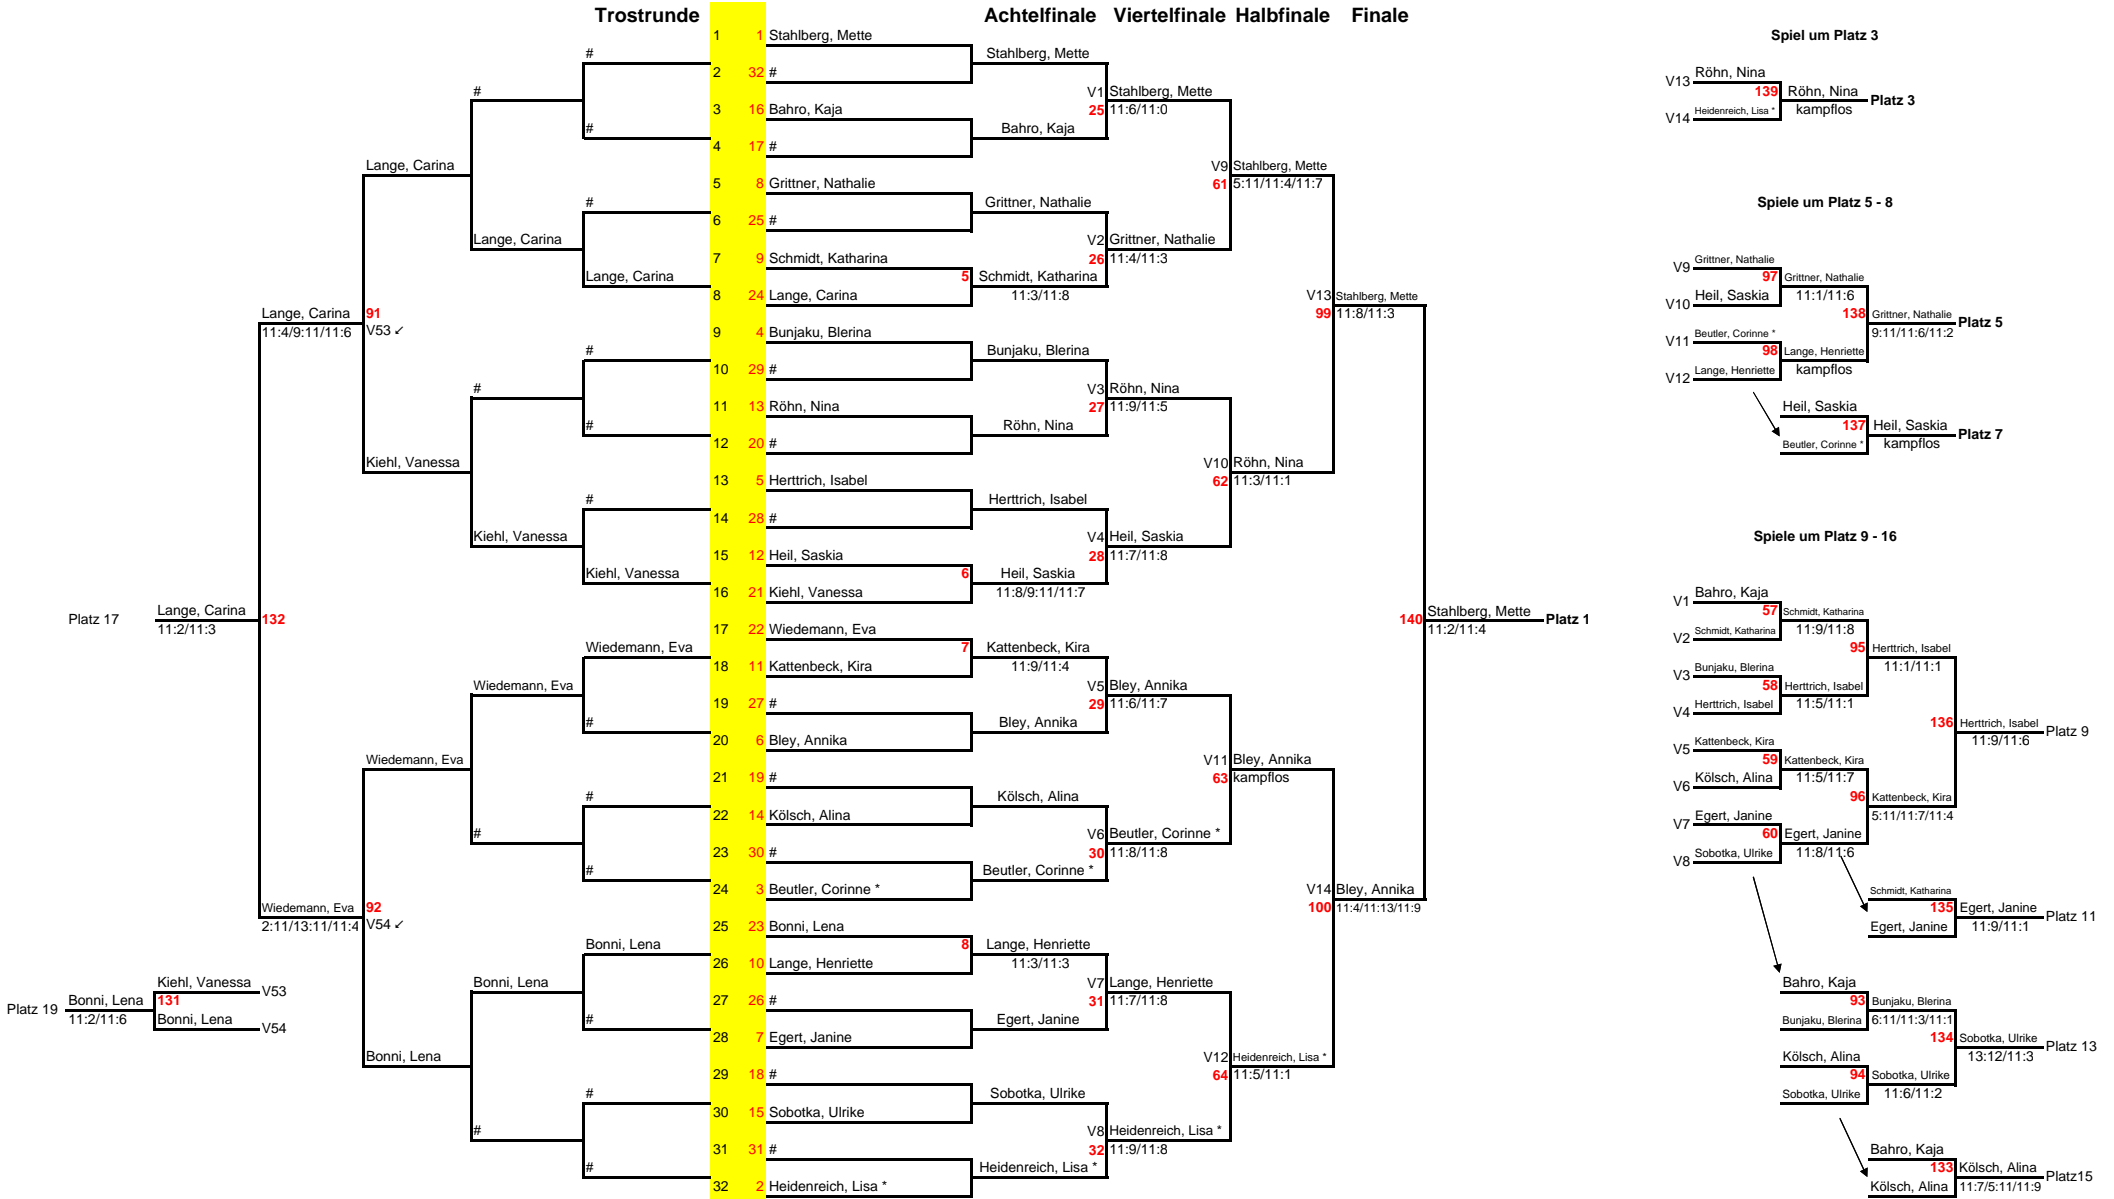 Trostrunde Achtelfinale Viertelfinale Halbfinale Finale
1 1 Stahlberg, Mette
2 32 #
3 16 Bahro, Kaja
4 17 #
5 8 Grittner, Nathalie
6 25 #
7 9 Schmidt, Katharina
8 24 Lange, Carina
9 4 Bunjaku, Blerina
10 29 #
11 13 Röhn, Nina
12 20 #
13 5 Herttrich, Isabel
14 28 #
15 12 Heil, Saskia
16 21 Kiehl, Vanessa
17 22 Wiedemann, Eva
18 11 Kattenbeck, Kira
19 27 #
20 6 Bley, Annika
21 19 #
22 14 Kölsch, Alina
23 30 #
24 3 Beutler, Corinne *
25 23 Bonni, Lena
26 10 Lange, Henriette
27 26 #
28 7 Egert, Janine
29 18 #
30 15 Sobotka, Ulrike
31 31 #
32 2 Heidenreich, Lisa *
#
#
#
Lange, Carina
#
#
#
Kiehl, Vanessa
Wiedemann, Eva
#
#
#
Bonni, Lena
#
#
#
#
Lange, Carina
#
Kiehl, Vanessa
Wiedemann, Eva
#
Bonni, Lena
#
Lange, Carina
Kiehl, Vanessa
Wiedemann, Eva
Bonni, Lena
Lange, Carina 91
11:4/9:11/11:6 V53 ↙
Wiedemann, Eva 92
2:11/13:11/11:4 V54 ↙
Platz 17 Lange, Carina 132
11:2/11:3
Kiehl, Vanessa V53
Platz 19 Bonni, Lena 131
11:2/11:6 Bonni, Lena V54
Stahlberg, Mette
Bahro, Kaja
Grittner, Nathalie
5 Schmidt, Katharina
11:3/11:8
Bunjaku, Blerina
Röhn, Nina
Herttrich, Isabel
6 Heil, Saskia
11:8/9:11/11:7
7 Kattenbeck, Kira
11:9/11:4
Bley, Annika
Kölsch, Alina
Beutler, Corinne *
8 Lange, Henriette
11:3/11:3
Egert, Janine
Sobotka, Ulrike
Heidenreich, Lisa *
V1 Stahlberg, Mette
25 11:6/11:0
V2 Grittner, Nathalie
26 11:4/11:3
V3 Röhn, Nina
27 11:9/11:5
V4 Heil, Saskia
28 11:7/11:8
V5 Bley, Annika
29 11:6/11:7
V6 Beutler, Corinne *
30 11:8/11:8
V7 Lange, Henriette
31 11:7/11:8
V8 Heidenreich, Lisa *
32 11:9/11:8
V9 Stahlberg, Mette
61 5:11/11:4/11:7
V10 Röhn, Nina
62 11:3/11:1
V11 Bley, Annika
63 kampflos
V12 Heidenreich, Lisa *
64 11:5/11:1
V13 Stahlberg, Mette
99 11:8/11:3
V14 Bley, Annika
100 11:4/11:13/11:9
140 Stahlberg, Mette Platz 1
11:2/11:4
Spiel um Platz 3
V13 Röhn, Nina
139 Röhn, Nina Platz 3
V14 Heidenreich, Lisa * kampflos
Spiele um Platz 5 - 8
V9 Grittner, Nathalie
97 Grittner, Nathalie
V10 Heil, Saskia 11:1/11:6
138 Grittner, Nathalie Platz 5
9:11/11:6/11:2
V11 Beutler, Corinne *
98 Lange, Henriette
V12 Lange, Henriette kampflos
Heil, Saskia
137 Heil, Saskia Platz 7
Beutler, Corinne * kampflos
Spiele um Platz 9 - 16
V1 Bahro, Kaja
57 Schmidt, Katharina
V2 Schmidt, Katharina 11:9/11:8
95 Herttrich, Isabel
11:1/11:1
V3 Bunjaku, Blerina
58 Herttrich, Isabel
V4 Herttrich, Isabel 11:5/11:1
136 Herttrich, Isabel Platz 9
11:9/11:6
V5 Kattenbeck, Kira
59 Kattenbeck, Kira
V6 Kölsch, Alina 11:5/11:7
96 Kattenbeck, Kira
5:11/11:7/11:4
V7 Egert, Janine
60 Egert, Janine
V8 Sobotka, Ulrike 11:8/11:6
Schmidt, Katharina
135 Egert, Janine Platz 11
Egert, Janine 11:9/11:1
Bahro, Kaja
93 Bunjaku, Blerina
Bunjaku, Blerina 6:11/11:3/11:1
134 Sobotka, Ulrike Platz 13
13:12/11:3
Kölsch, Alina
94 Sobotka, Ulrike
Sobotka, Ulrike 11:6/11:2
Bahro, Kaja
133 Kölsch, Alina Platz15
Kölsch, Alina 11:7/5:11/11:9